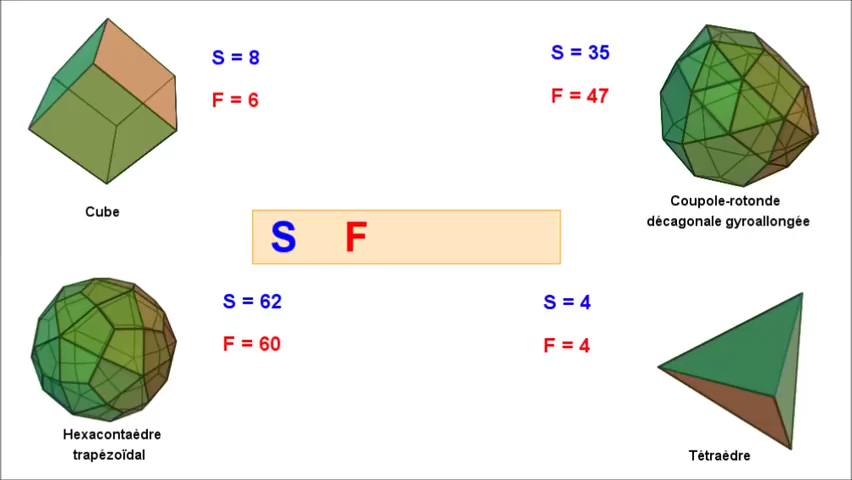 S = 8
F = 6
Cube
S = 35
F = 47
Coupole-rotonde
décagonale gyroallongée
S F
S = 62
F = 60
Hexacontaèdre
trapézoïdal
S = 4
F = 4
Tétraèdre